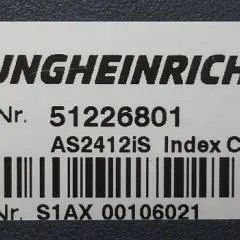 UNGHEINRICH
Nr. 51226801
AS2412iS Index C
Nr. S1AX 00106021